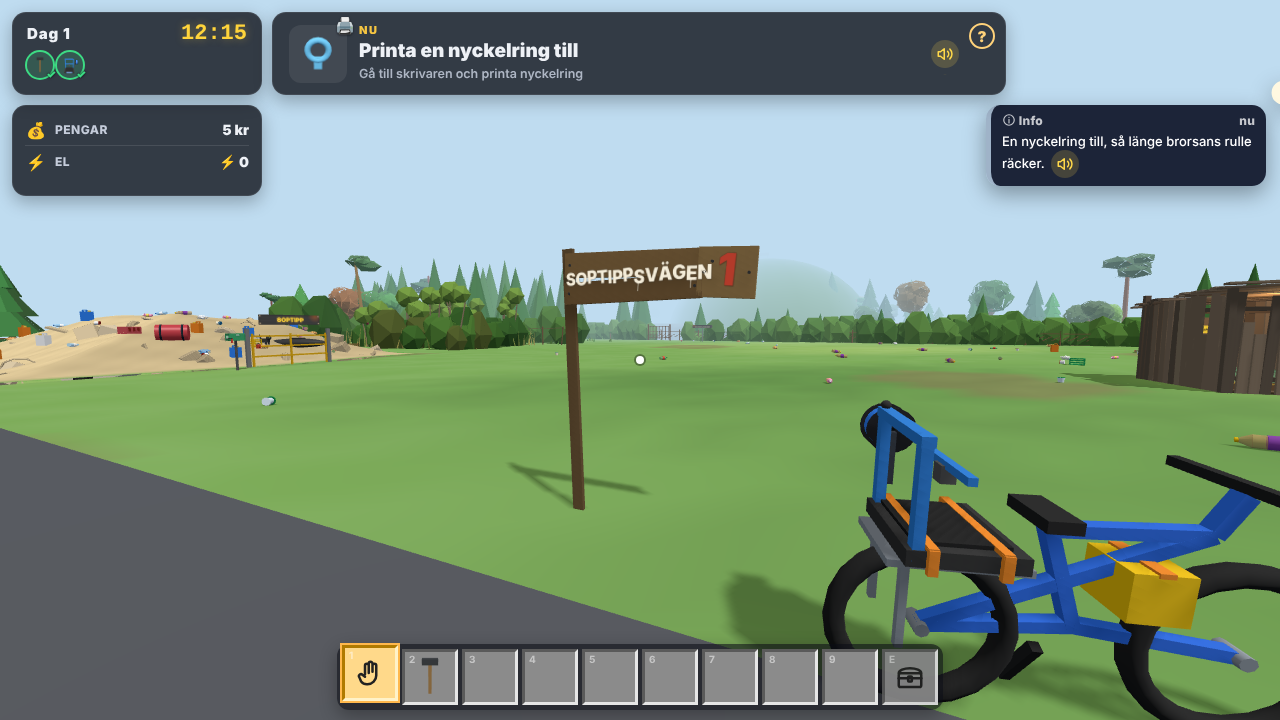 Dag 1
12:15
NU
Printa en nyckelring till
Gå till skrivaren och printa nyckelring
?
PENGAR
5 kr
EL
0
Info
nu
En nyckelring till, så länge brorsans rulle
räcker.
SOPTIPP
SOPTIPPSVÄGEN 1
1
2
3
4
5
6
7
8
9
E